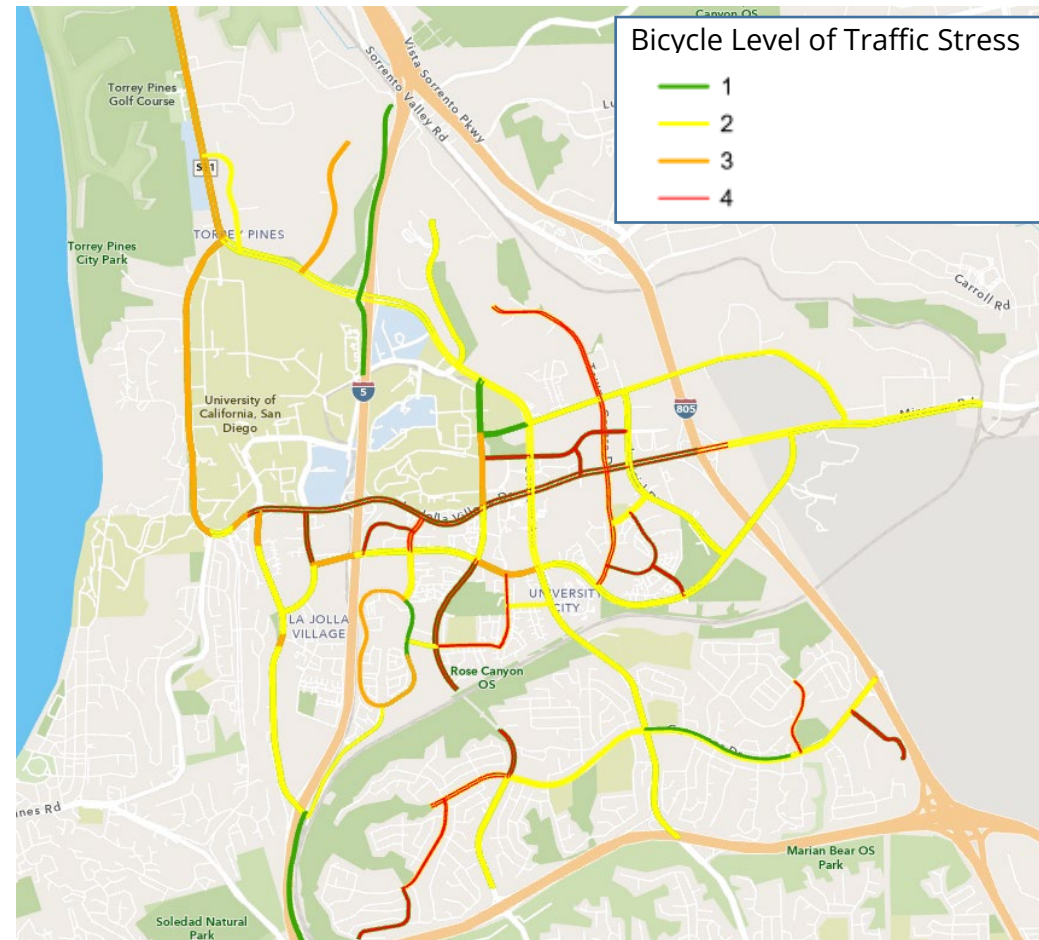 Canyon OS
Bicycle Level of Traffic Stress
1
2
3
4
Torrey Pines
Golf Course
Sorrento Valley Rd
Vista Sorrento Pkwy
TORREY PINES
Torrey Pines
City Park
Carroll Rd
University of
California, San
Diego
5
805
UNIVERSITY
CITY
LA JOLLA
VILLAGE
Rose Canyon
OS
Marian Bear OS
Park
Soledad Natural
Park